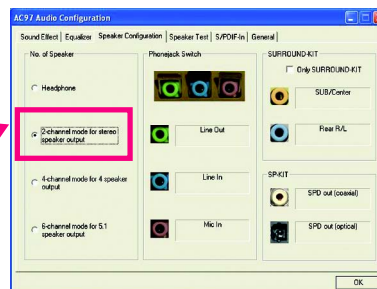 AC97 Audio Configuration
Sound Effect | Equalizer | Speaker Configuration | Speaker Test | S/PDIF-In | General
No. of Speaker
Headphone
2-channel mode for stereo
speaker output
4-channel mode for 4 speaker
output
6-channel mode for 5.1
speaker output
Phonejack Switch
Line Out
Line In
Mic In
SURROUND-KIT
Only SURROUND-KIT
SUB/Center
Rear R/L
SP-KIT
SPD out (coaxial)
SPD out (optical)
OK